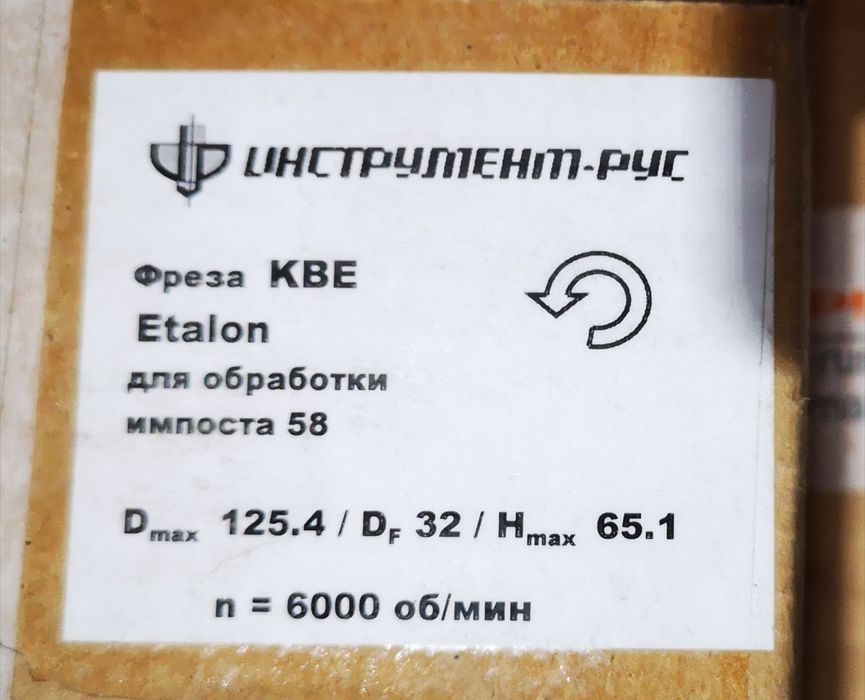 ИНСТРУМЕНТ-РУС
Фреза KBE
Etalon
для обработки
импоста 58
Dmax 125.4 / DF 32 / Hmax 65.1
n = 6000 об/мин